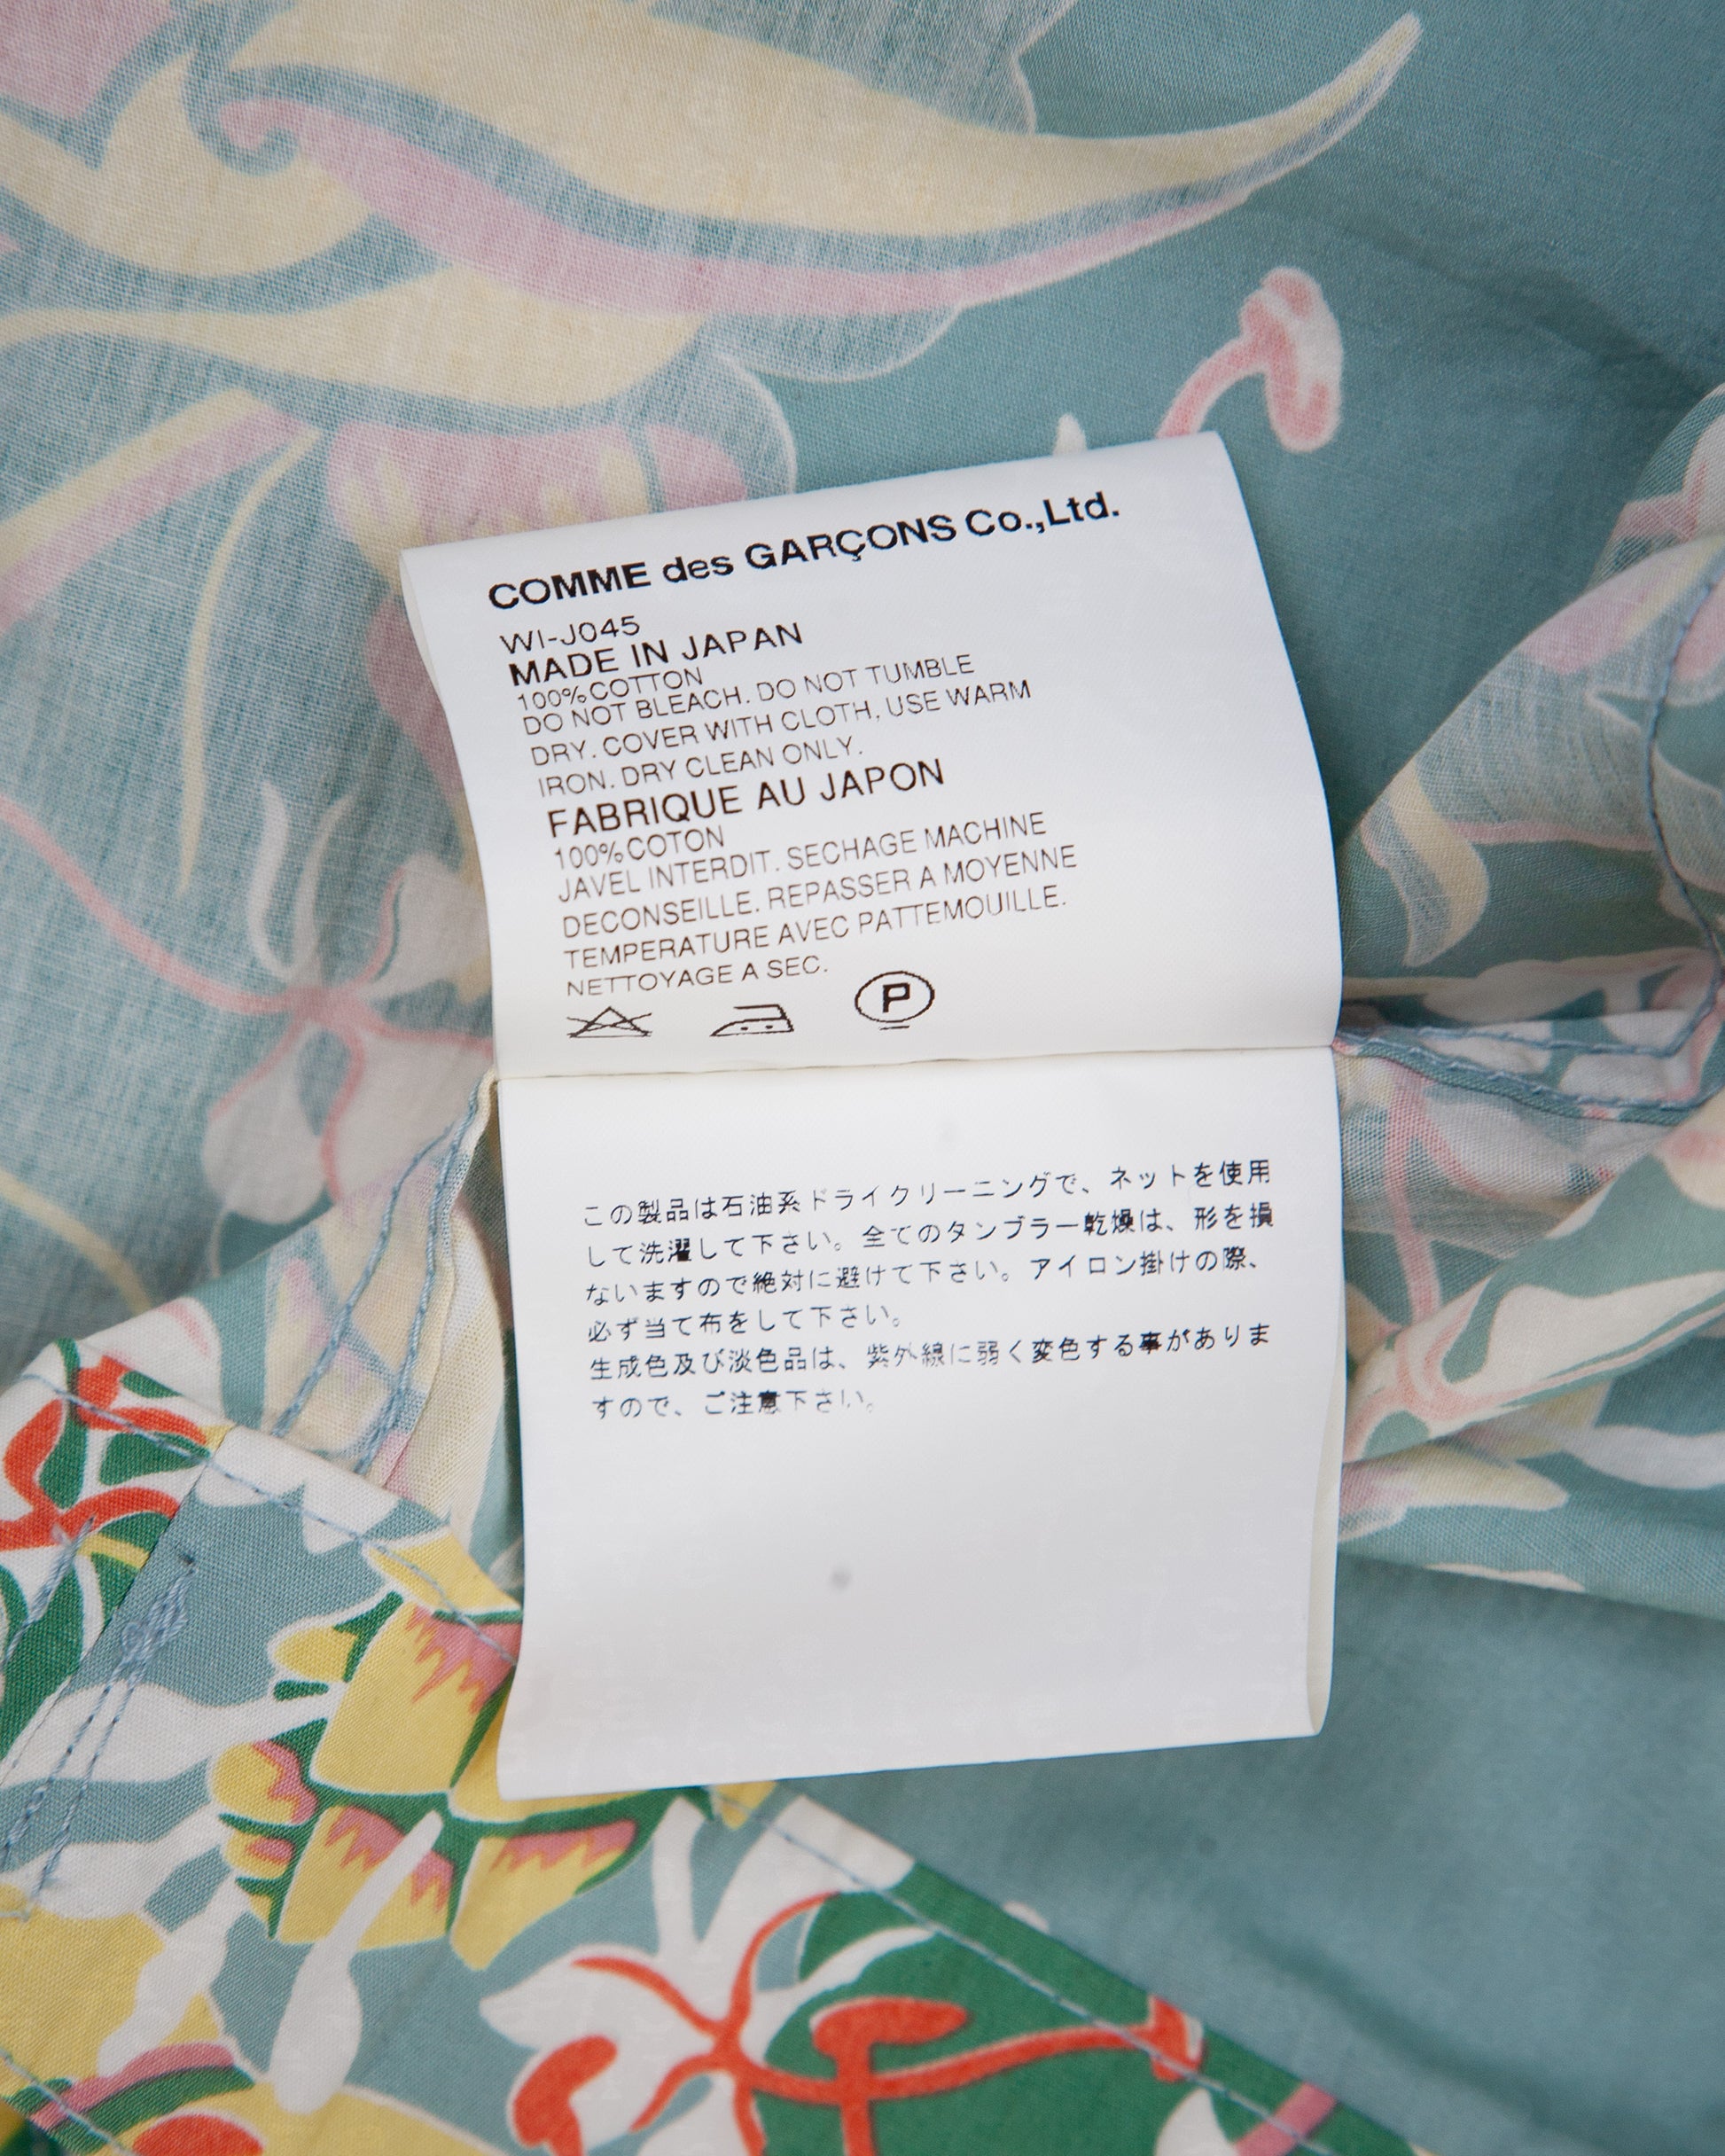 COMME des GARÇONS Co.,Ltd.
WI-J045
MADE IN JAPAN
100%COTTON
DO NOT BLEACH. DO NOT TUMBLE
DRY. COVER WITH CLOTH, USE WARM
IRON. DRY CLEAN ONLY.
FABRIQUE AU JAPON
100%COTON
JAVEL INTERDIT. SECHAGE MACHINE
DECONSEILLE. REPASSER A MOYENNE
TEMPERATURE AVEC PATTEMOUILLE.
NETTOYAGE A SEC.
P
この製品は石油系ドライクリーニングで、ネットを使用
して洗濯して下さい。全てのタンブラー乾燥は、形を損
ないますので絶対に避けて下さい。アイロン掛けの際、
必ず当て布をして下さい。
生成色及び淡色品は、紫外線に弱く変色する事がありま
すので、ご注意下さい。